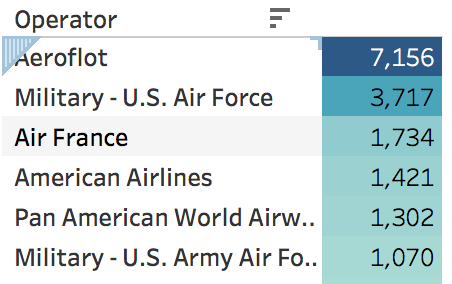 Operator
Aeroflot 7,156
Military - U.S. Air Force 3,717
Air France 1,734
American Airlines 1,421
Pan American World Airw.. 1,302
Military - U.S. Army Air Fo.. 1,070